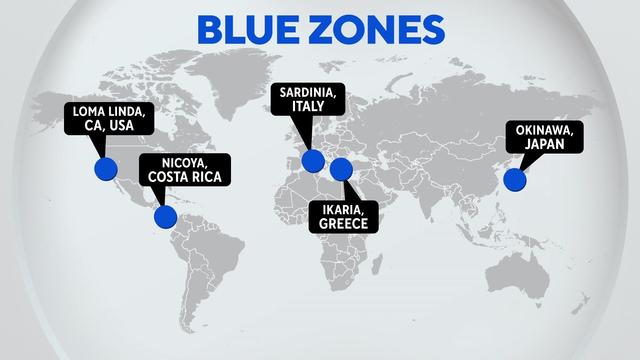 BLUE ZONES
LOMA LINDA,
CA, USA
NICOYA,
COSTA RICA
SARDINIA,
ITALY
IKARIA,
GREECE
OKINAWA,
JAPAN